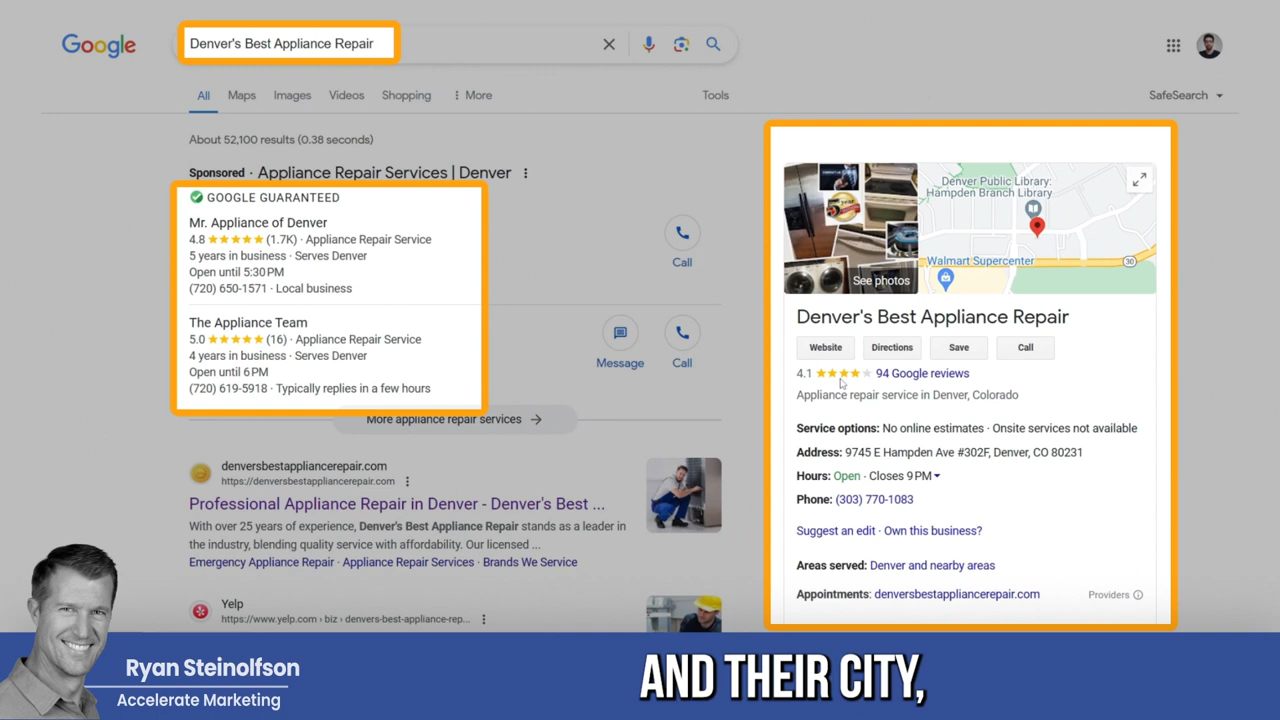 Google
Denver's Best Appliance Repair
All Maps Images Videos Shopping More Tools SafeSearch
About 52,100 results (0.38 seconds)
Sponsored · Appliance Repair Services | Denver
GOOGLE GUARANTEED
Mr. Appliance of Denver
4.8 ★★★★★ (1.7K) · Appliance Repair Service
5 years in business · Serves Denver
Open until 5:30 PM
(720) 650-1571 · Local business
Call
The Appliance Team
5.0 ★★★★★ (16) · Appliance Repair Service
4 years in business · Serves Denver
Open until 6 PM
(720) 619-5918 · Typically replies in a few hours
Message Call
More appliance repair services →
denversbestappliancerepair.com
https://denversbestappliancerepair.com
Professional Appliance Repair in Denver - Denver's Best ...
With over 25 years of experience, Denver's Best Appliance Repair stands as a leader in
the industry, blending quality service with affordability. Our licensed ...
Emergency Appliance Repair · Appliance Repair Services · Brands We Service
Yelp
https://www.yelp.com › biz › denvers-best-appliance-rep...
Denver Public Library:
Hampden Branch Library
Walmart Supercenter
30
See photos
Denver's Best Appliance Repair
Website Directions Save Call
4.1 ★★★★★ 94 Google reviews
Appliance repair service in Denver, Colorado
Service options: No online estimates · Onsite services not available
Address: 9745 E Hampden Ave #302F, Denver, CO 80231
Hours: Open · Closes 9 PM
Phone: (303) 770-1083
Suggest an edit · Own this business?
Areas served: Denver and nearby areas
Appointments: denversbestappliancerepair.com Providers
Ryan Steinolfson
Accelerate Marketing
AND THEIR CITY,